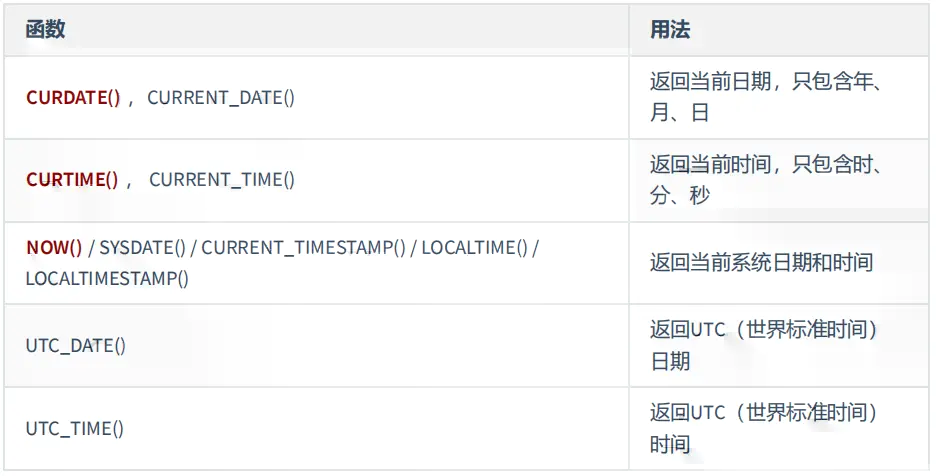 函数
用法
CURDATE() ，CURRENT_DATE()
返回当前日期，只包含年、
月、日
CURTIME() ， CURRENT_TIME()
返回当前时间，只包含时、
分、秒
NOW() / SYSDATE() / CURRENT_TIMESTAMP() / LOCALTIME() /
LOCALTIMESTAMP()
返回当前系统日期和时间
UTC_DATE()
返回UTC（世界标准时间）
日期
UTC_TIME()
返回UTC（世界标准时间）
时间